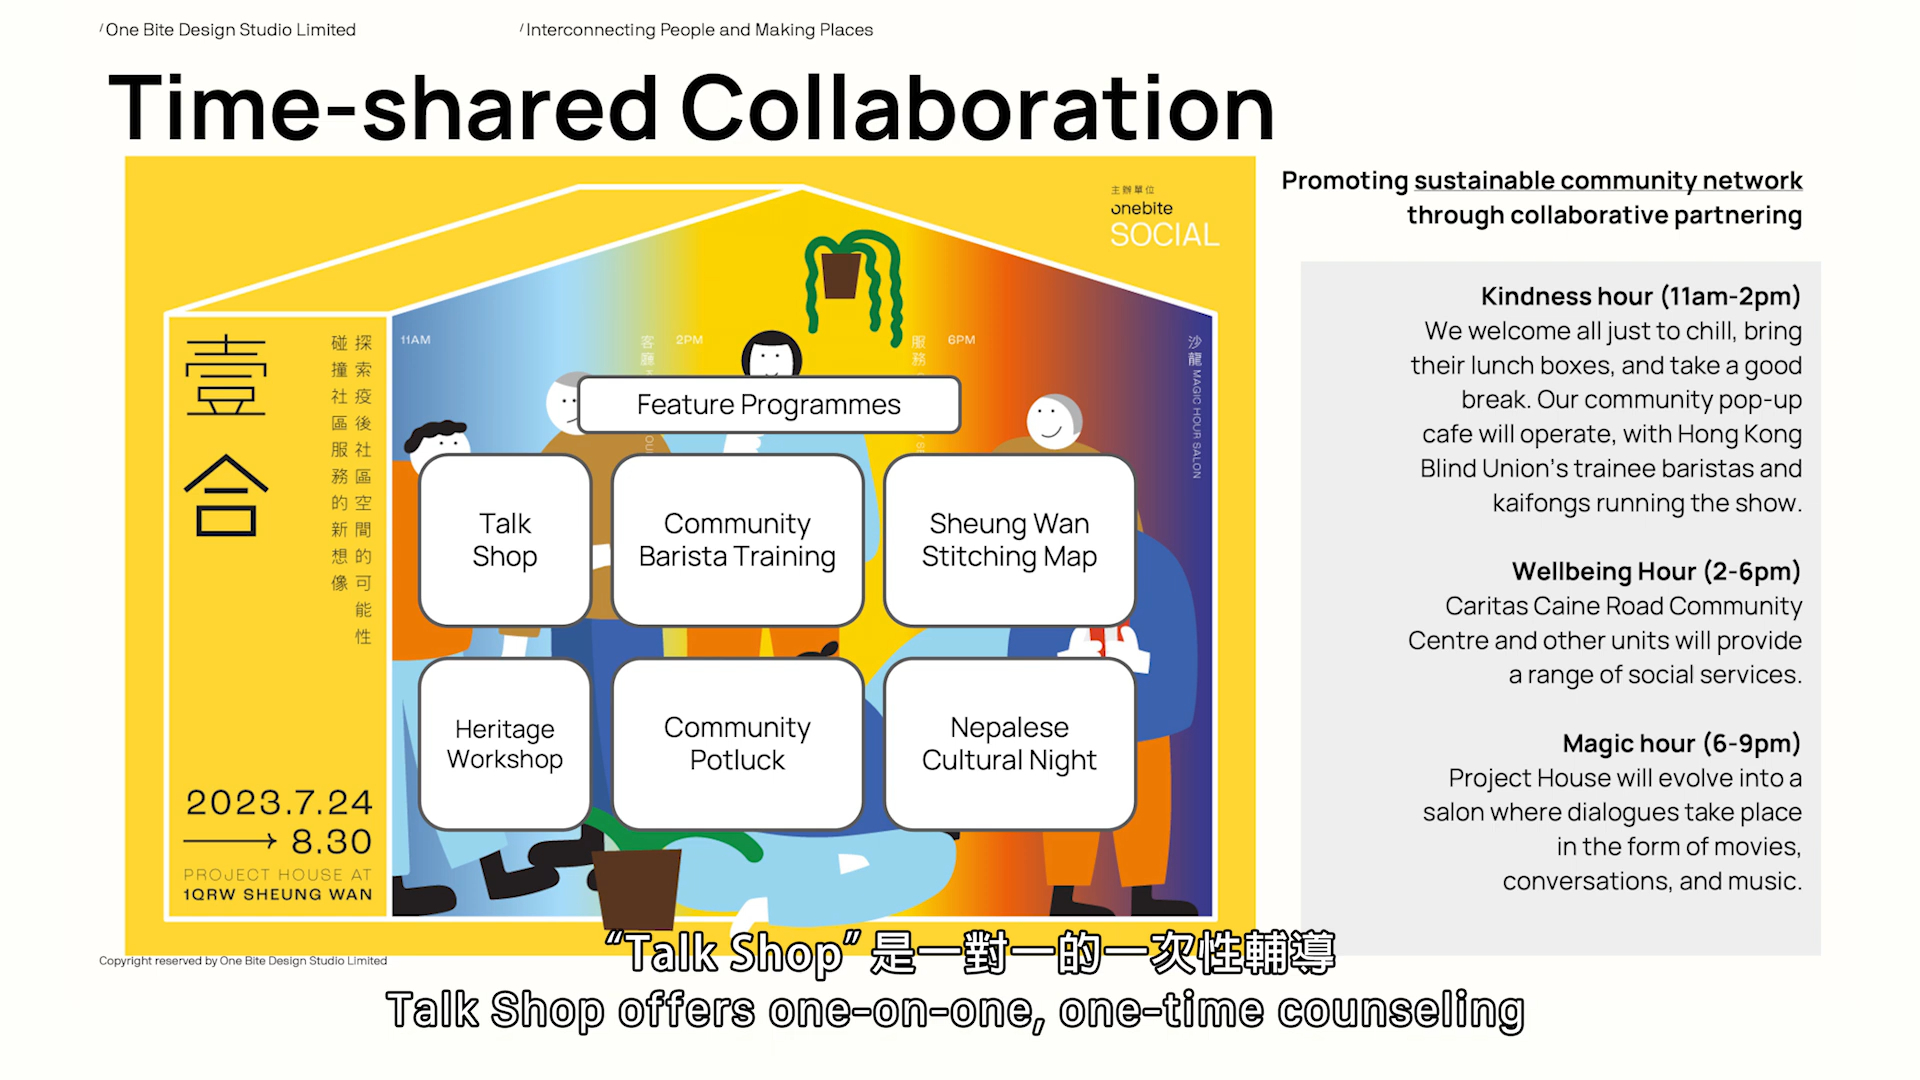 /One Bite Design Studio Limited
/Interconnecting People and Making Places
Time-shared Collaboration
主辦單位
onebite
SOCIAL
壹合
探索疫後社區空間的可能性
碰撞社區服務的新想像
11AM
客廳
2PM
服務
6PM
沙龍 MAGIC HOUR SALON
Feature Programmes
Talk
Shop
Community
Barista Training
Sheung Wan
Stitching Map
Heritage
Workshop
Community
Potluck
Nepalese
Cultural Night
2023.7.24
→ 8.30
PROJECT HOUSE AT
1QRW SHEUNG WAN
Promoting sustainable community network
through collaborative partnering
Kindness hour (11am-2pm)
We welcome all just to chill, bring
their lunch boxes, and take a good
break. Our community pop-up
cafe will operate, with Hong Kong
Blind Union's trainee baristas and
kaifongs running the show.
Wellbeing Hour (2-6pm)
Caritas Caine Road Community
Centre and other units will provide
a range of social services.
Magic hour (6-9pm)
Project House will evolve into a
salon where dialogues take place
in the form of movies,
conversations, and music.
Copyright reserved by One Bite Design Studio Limited
“Talk Shop” 是一對一的一次性輔導
Talk Shop offers one-on-one, one-time counseling